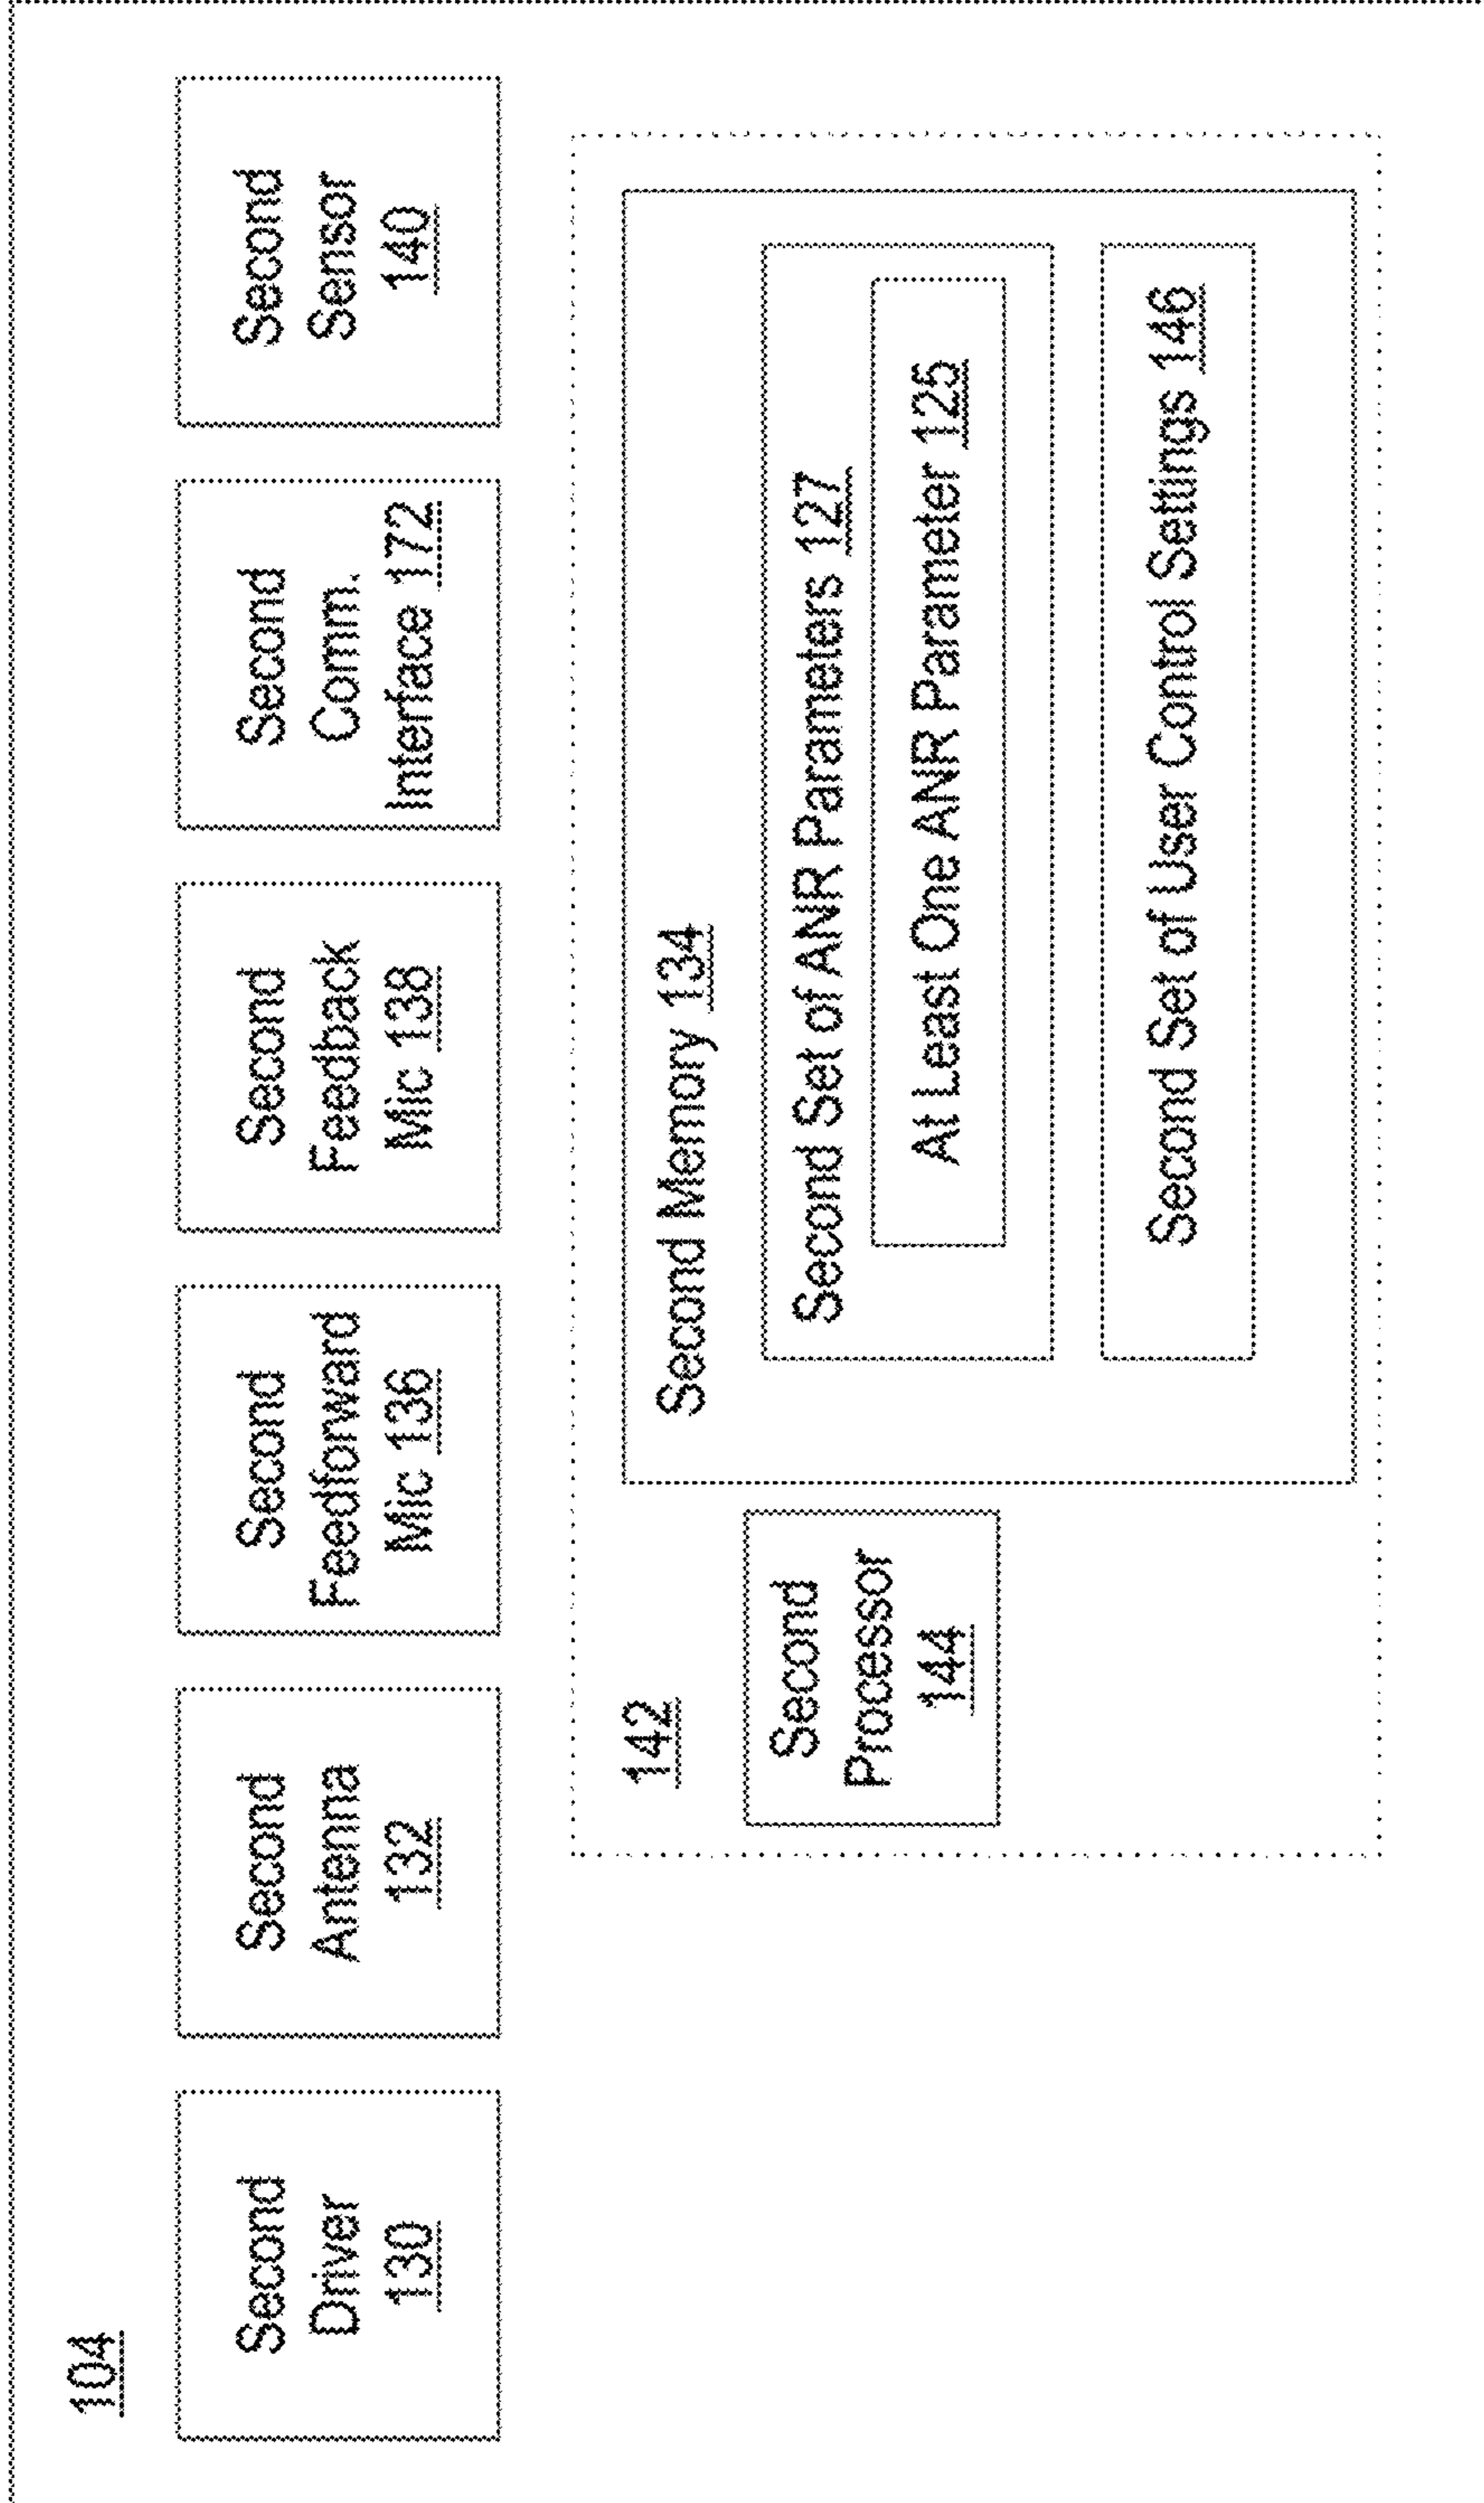 104
Second
Driver
130
Second
Antenna
132
Second
Feedforward
Mic 136
Second
Feedback
Mic 138
Second
Comm.
Interface 172
Second
Sensor
140
142
Second
Processor
144
Second Memory 134
Second Set of ANR Parameters 127
At Least One ANR Parameter 125
Second Set of User Control Settings 146